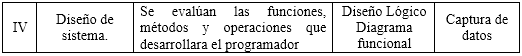 IV
Diseño de
sistema.
Se evalúan las funciones,
métodos y operaciones que
desarrollara el programador
Diseño Lógico
Diagrama
funcional
Captura de
datos